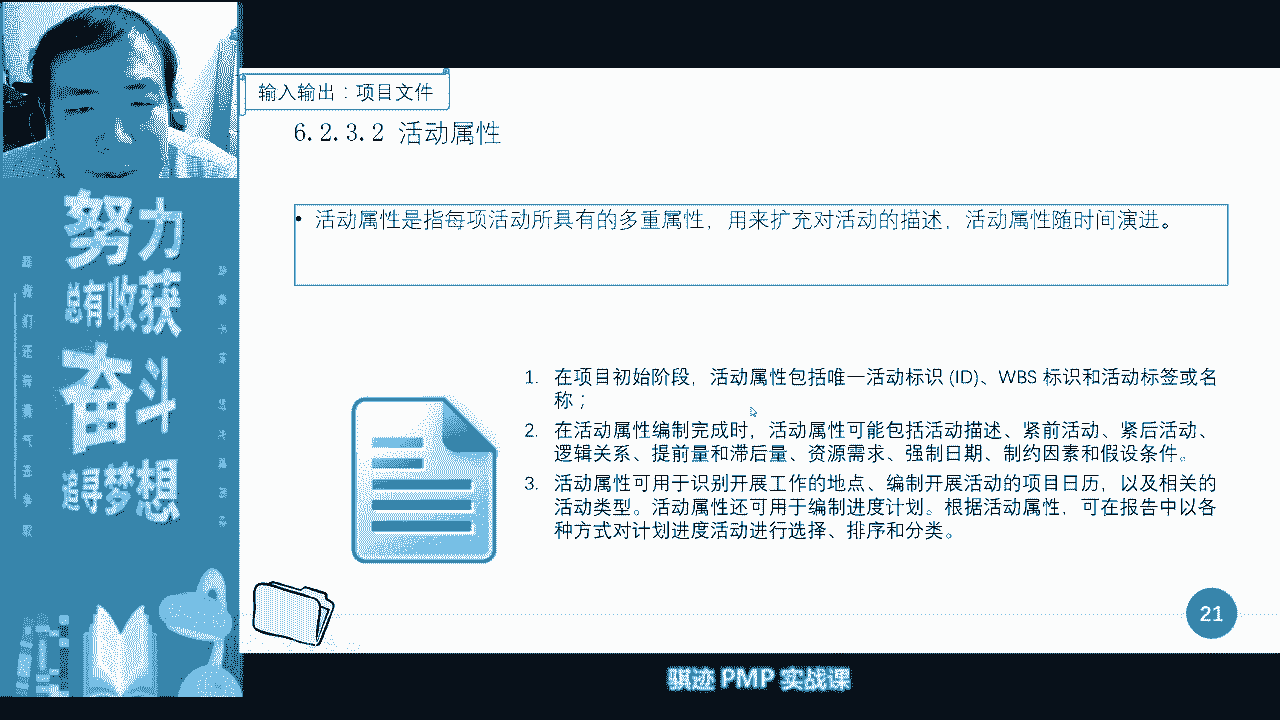 输入输出：项目文件
6.2.3.2 活动属性
• 活动属性是指每项活动所具有的多重属性，用来扩充对活动的描述，活动属性随时间演进。
1. 在项目初始阶段，活动属性包括唯一活动标识 (ID)、WBS 标识和活动标签或名
称；
2. 在活动属性编制完成时，活动属性可能包括活动描述、紧前活动、紧后活动、
逻辑关系、提前量和滞后量、资源需求、强制日期、制约因素和假设条件。
3. 活动属性可用于识别开展工作的地点、编制开展活动的项目日历，以及相关的
活动类型。活动属性还可用于编制进度计划。根据活动属性，可在报告中以各
种方式对计划进度活动进行选择、排序和分类。
21
努力
总有收获
奋斗
追寻梦想
骐迹 PMP 实战课